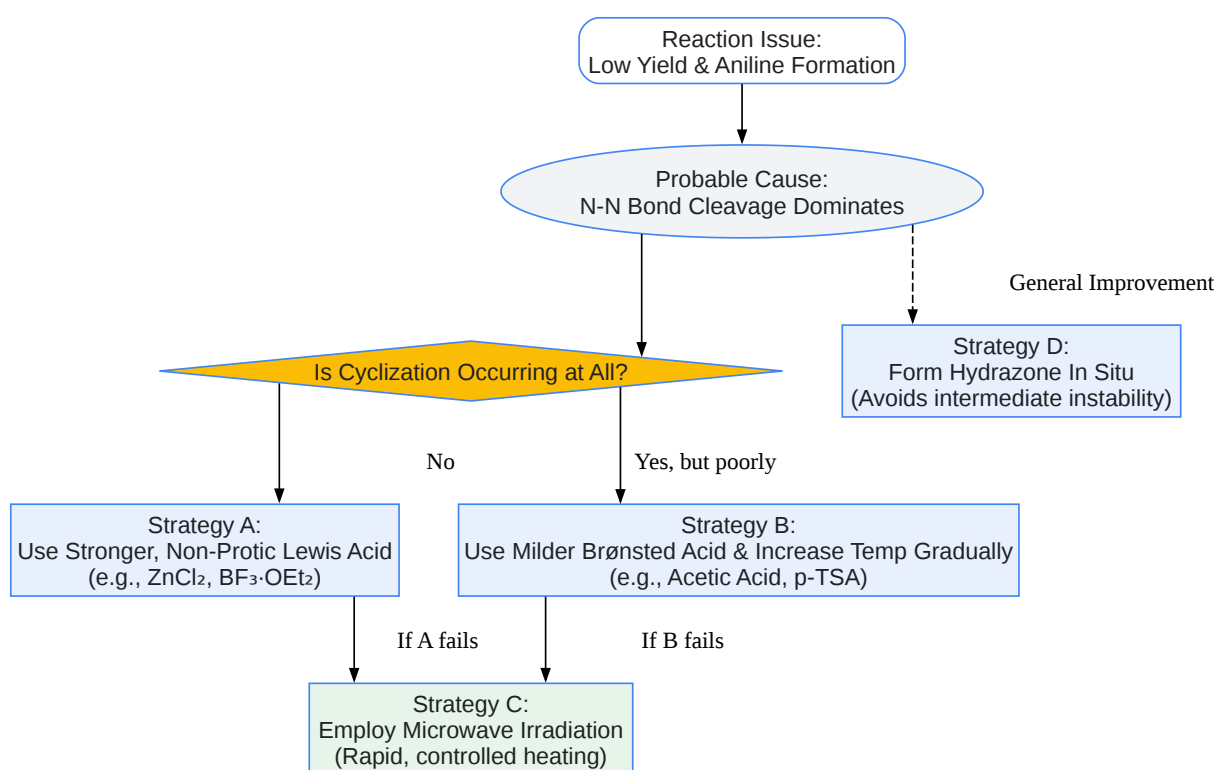 Reaction Issue:
Low Yield & Aniline Formation
Probable Cause:
N-N Bond Cleavage Dominates
General Improvement
Strategy D:
Form Hydrazone In Situ
(Avoids intermediate instability)
Is Cyclization Occurring at All?
No
Yes, but poorly
Strategy A:
Use Stronger, Non-Protic Lewis Acid
(e.g., ZnCl₂, BF₃·OEt₂)
Strategy B:
Use Milder Brønsted Acid & Increase Temp Gradually
(e.g., Acetic Acid, p-TSA)
If A fails
If B fails
Strategy C:
Employ Microwave Irradiation
(Rapid, controlled heating)